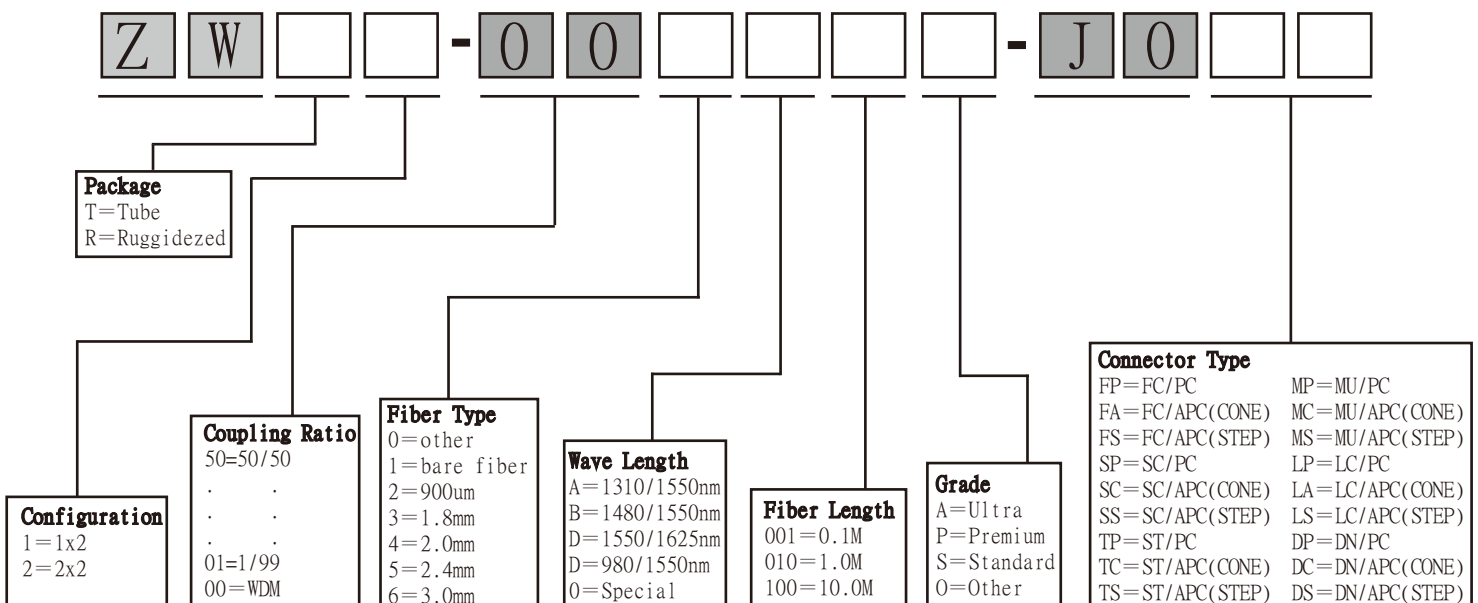 Z W - 0 0 - J 0
Package
T=Tube
R=Ruggidezed
Configuration
1=1x2
2=2x2
Coupling Ratio
50=50/50
. .
. .
. .
01=1/99
00=WDM
Fiber Type
0=other
1=bare fiber
2=900um
3=1.8mm
4=2.0mm
5=2.4mm
6=3.0mm
Wave Length
A=1310/1550nm
B=1480/1550nm
D=1550/1625nm
D=980/1550nm
0=Special
Fiber Length
001=0.1M
010=1.0M
100=10.0M
Grade
A=Ultra
P=Premium
S=Standard
O=Other
Connector Type
FP=FC/PC MP=MU/PC
FA=FC/APC(CONE) MC=MU/APC(CONE)
FS=FC/APC(STEP) MS=MU/APC(STEP)
SP=SC/PC LP=LC/PC
SC=SC/APC(CONE) LA=LC/APC(CONE)
SS=SC/APC(STEP) LS=LC/APC(STEP)
TP=ST/PC DP=DN/PC
TC=ST/APC(CONE) DC=DN/APC(CONE)
TS=ST/APC(STEP) DS=DN/APC(STEP)